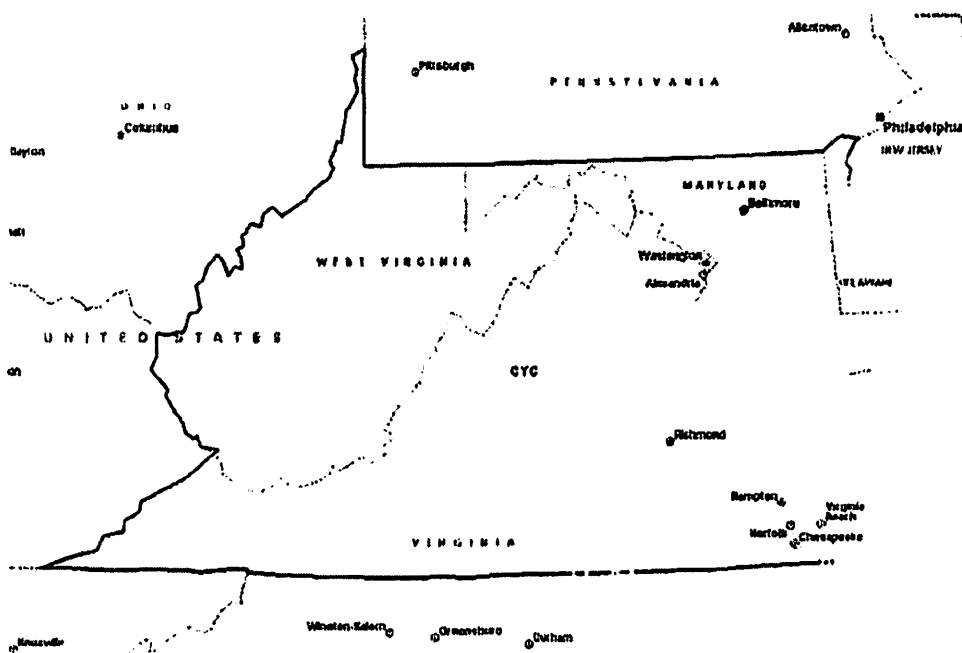 Allentown
Pittsburgh
PENNSYLVANIA
OHIO
Columbus
Philadelphia
Dayton
NEW JERSEY
MARYLAND
Baltimore
WEST VIRGINIA
Washington
Alexandria
DELAWARE
UNITED STATES
CYC
Richmond
Hampton
Virginia
Beach
Norfolk
Chesapeake
VIRGINIA
Winston-Salem
Greensboro
Durham
Knoxville